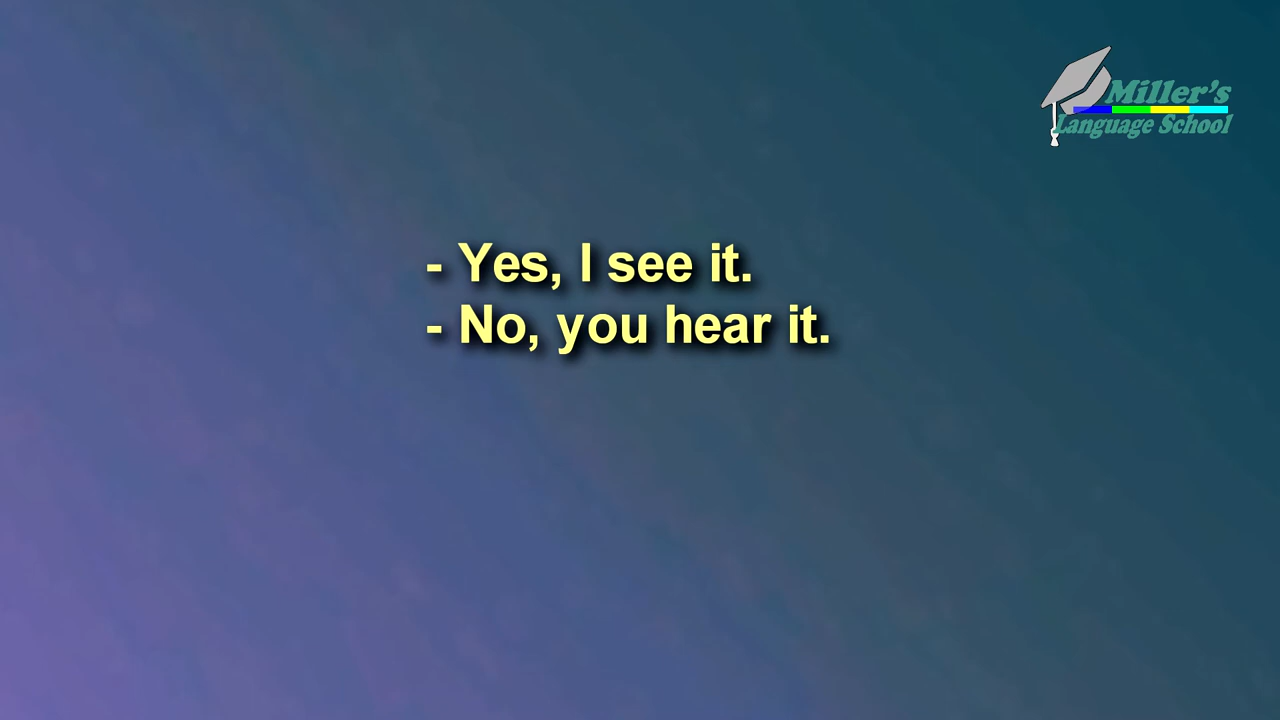 Miller's
Language School
- Yes, I see it.
- No, you hear it.